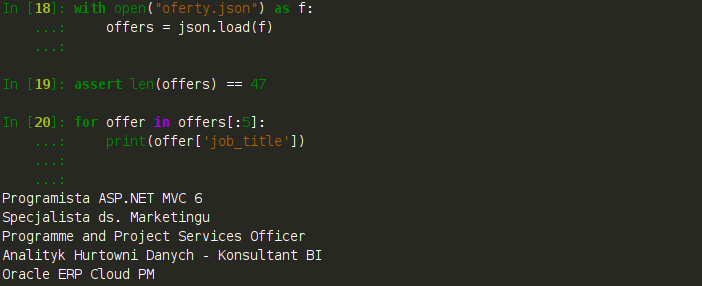 In [18]: with open("oferty.json") as f:
   ...:     offers = json.load(f)
   ...:
In [19]: assert len(offers) == 47
In [20]: for offer in offers[:5]:
   ...:     print(offer['job_title'])
   ...:
   ...:
Programista ASP.NET MVC 6
Specjalista ds. Marketingu
Programme and Project Services Officer
Analityk Hurtowni Danych - Konsultant BI
Oracle ERP Cloud PM